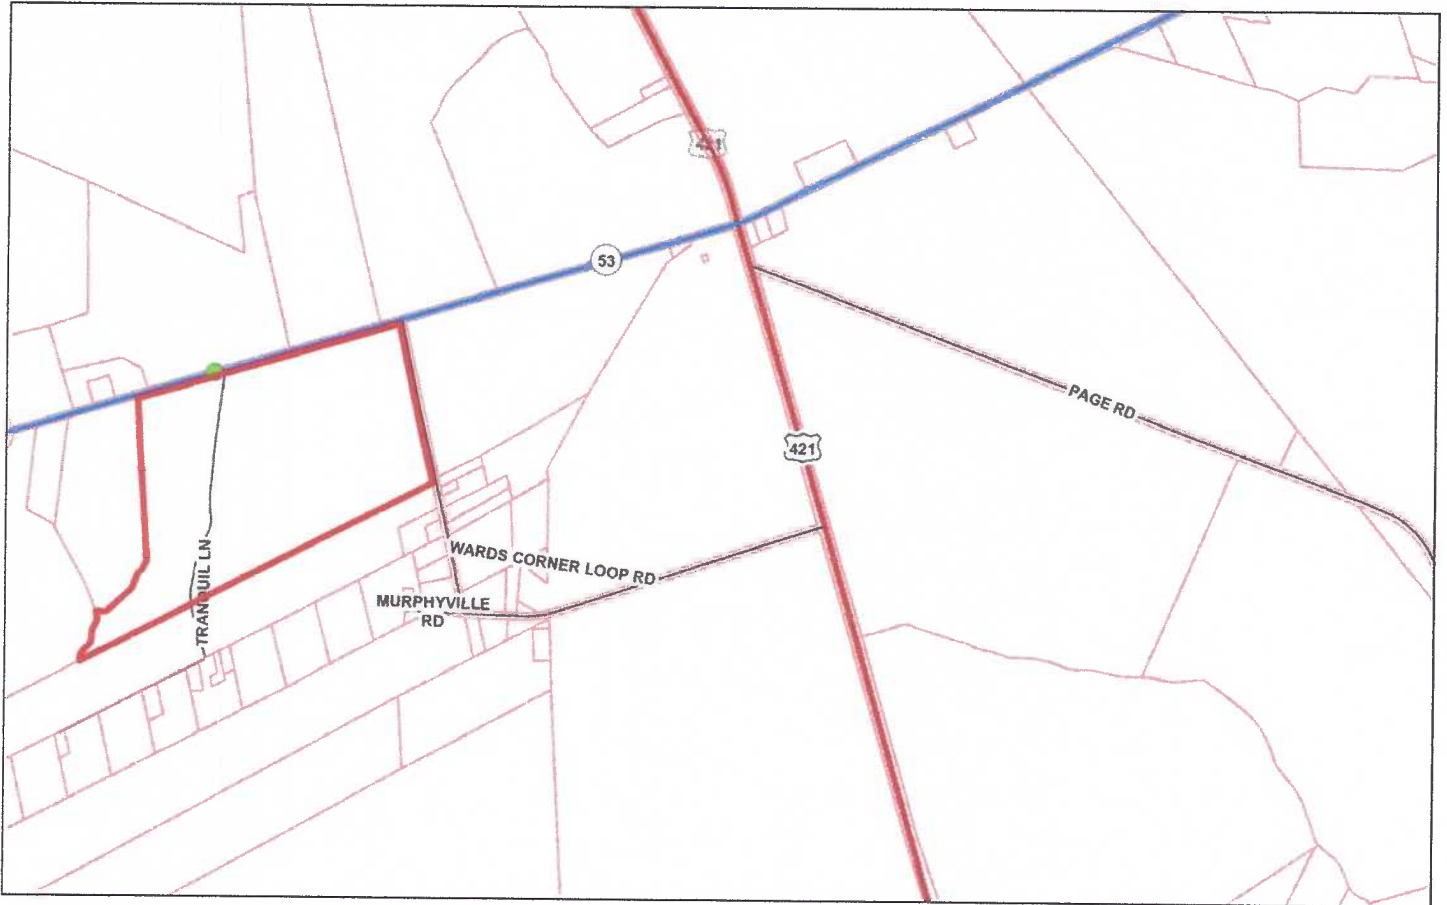 421
53
PAGE RD
421
TRANQUIL LN
WARDS CORNER LOOP RD
MURPHYVILLE
RD